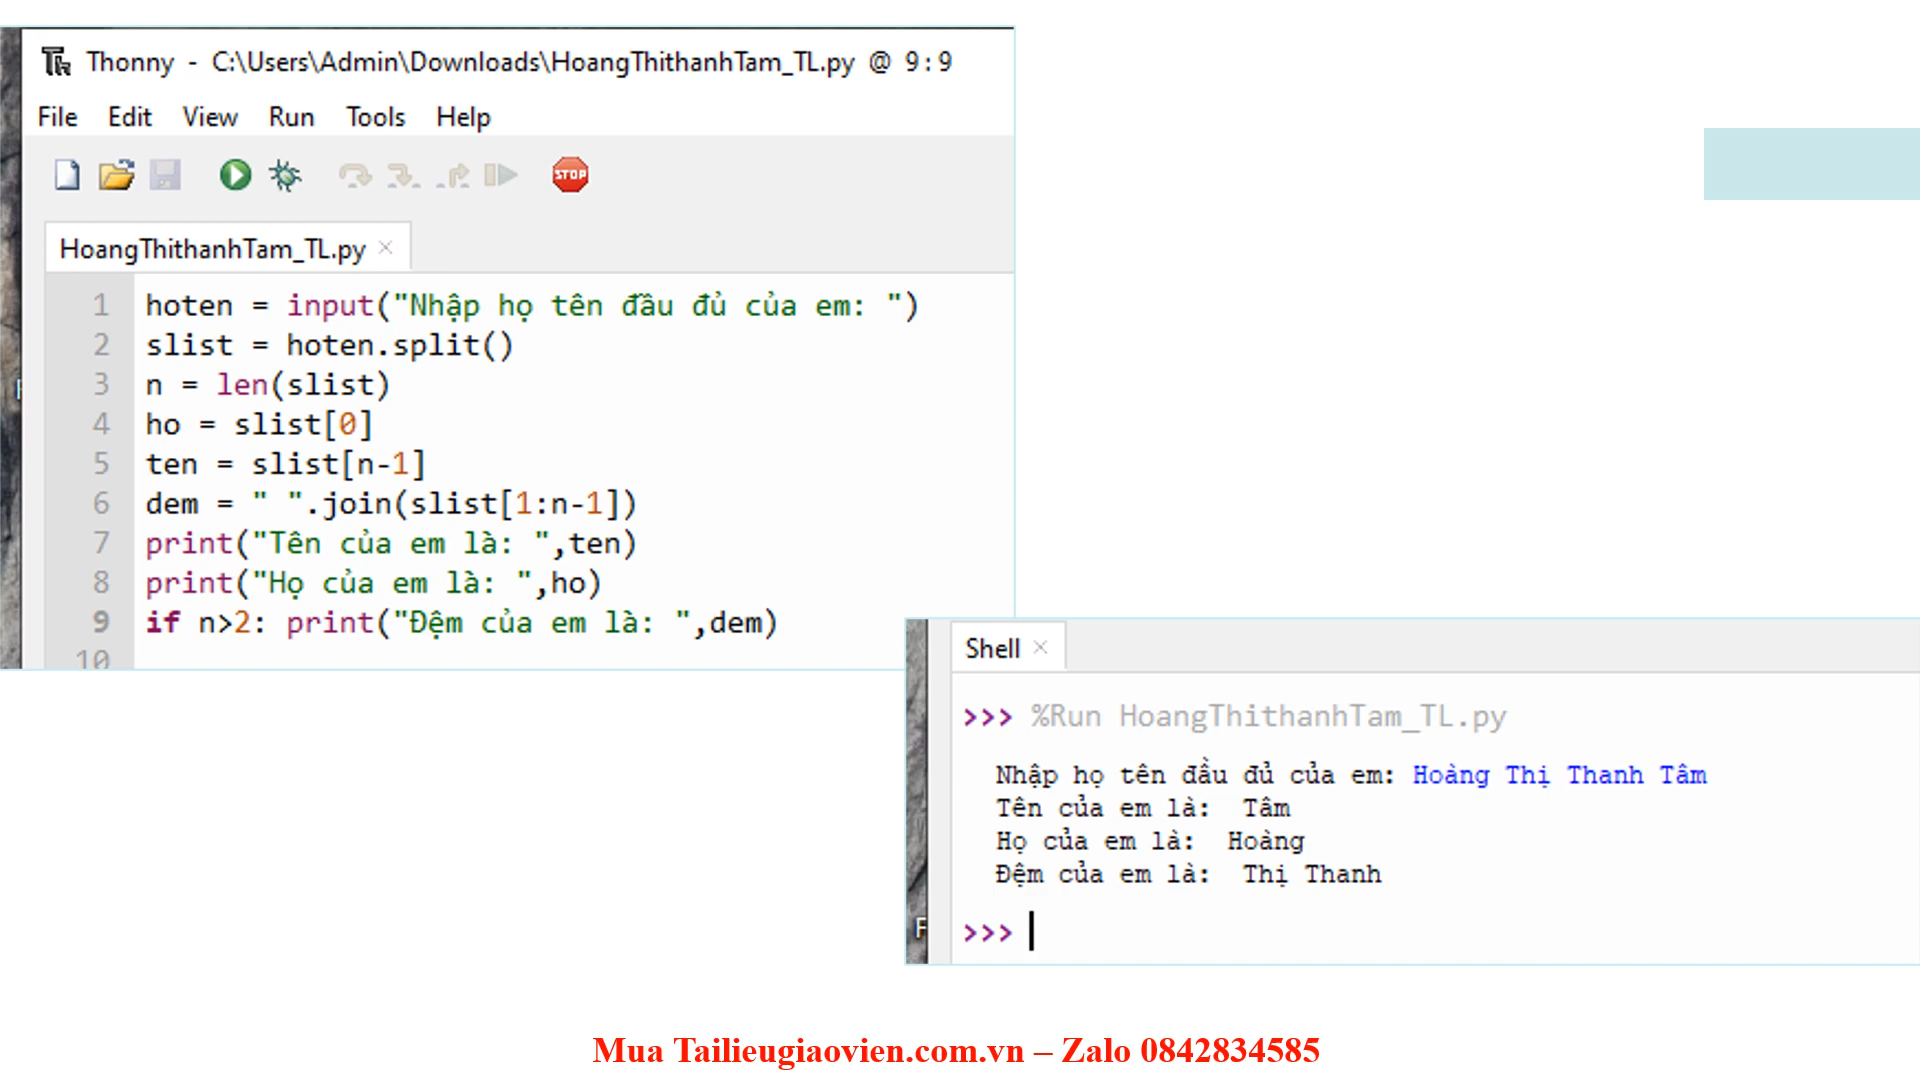 Thonny - C:\Users\Admin\Downloads\HoangThithanhTam_TL.py @ 9:9
File Edit View Run Tools Help
STOP
HoangThithanhTam_TL.py ×
1 hoten = input("Nhập họ tên đầu đủ của em: ")
2 slist = hoten.split()
3 n = len(slist)
4 ho = slist[0]
5 ten = slist[n-1]
6 dem = " ".join(slist[1:n-1])
7 print("Tên của em là: ",ten)
8 print("Họ của em là: ",ho)
9 if n>2: print("Đệm của em là: ",dem)
10
Shell ×
>>> %Run HoangThithanhTam_TL.py
Nhập họ tên đầu đủ của em: Hoàng Thị Thanh Tâm
Tên của em là:  Tâm
Họ của em là:  Hoàng
Đệm của em là:  Thị Thanh
>>>
Mua Tailieugiaovien.com.vn – Zalo 0842834585